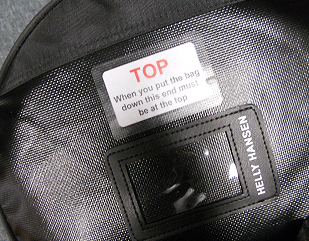 TOP
When you put the bag
down this end must
be at the top
HELLY HANSEN